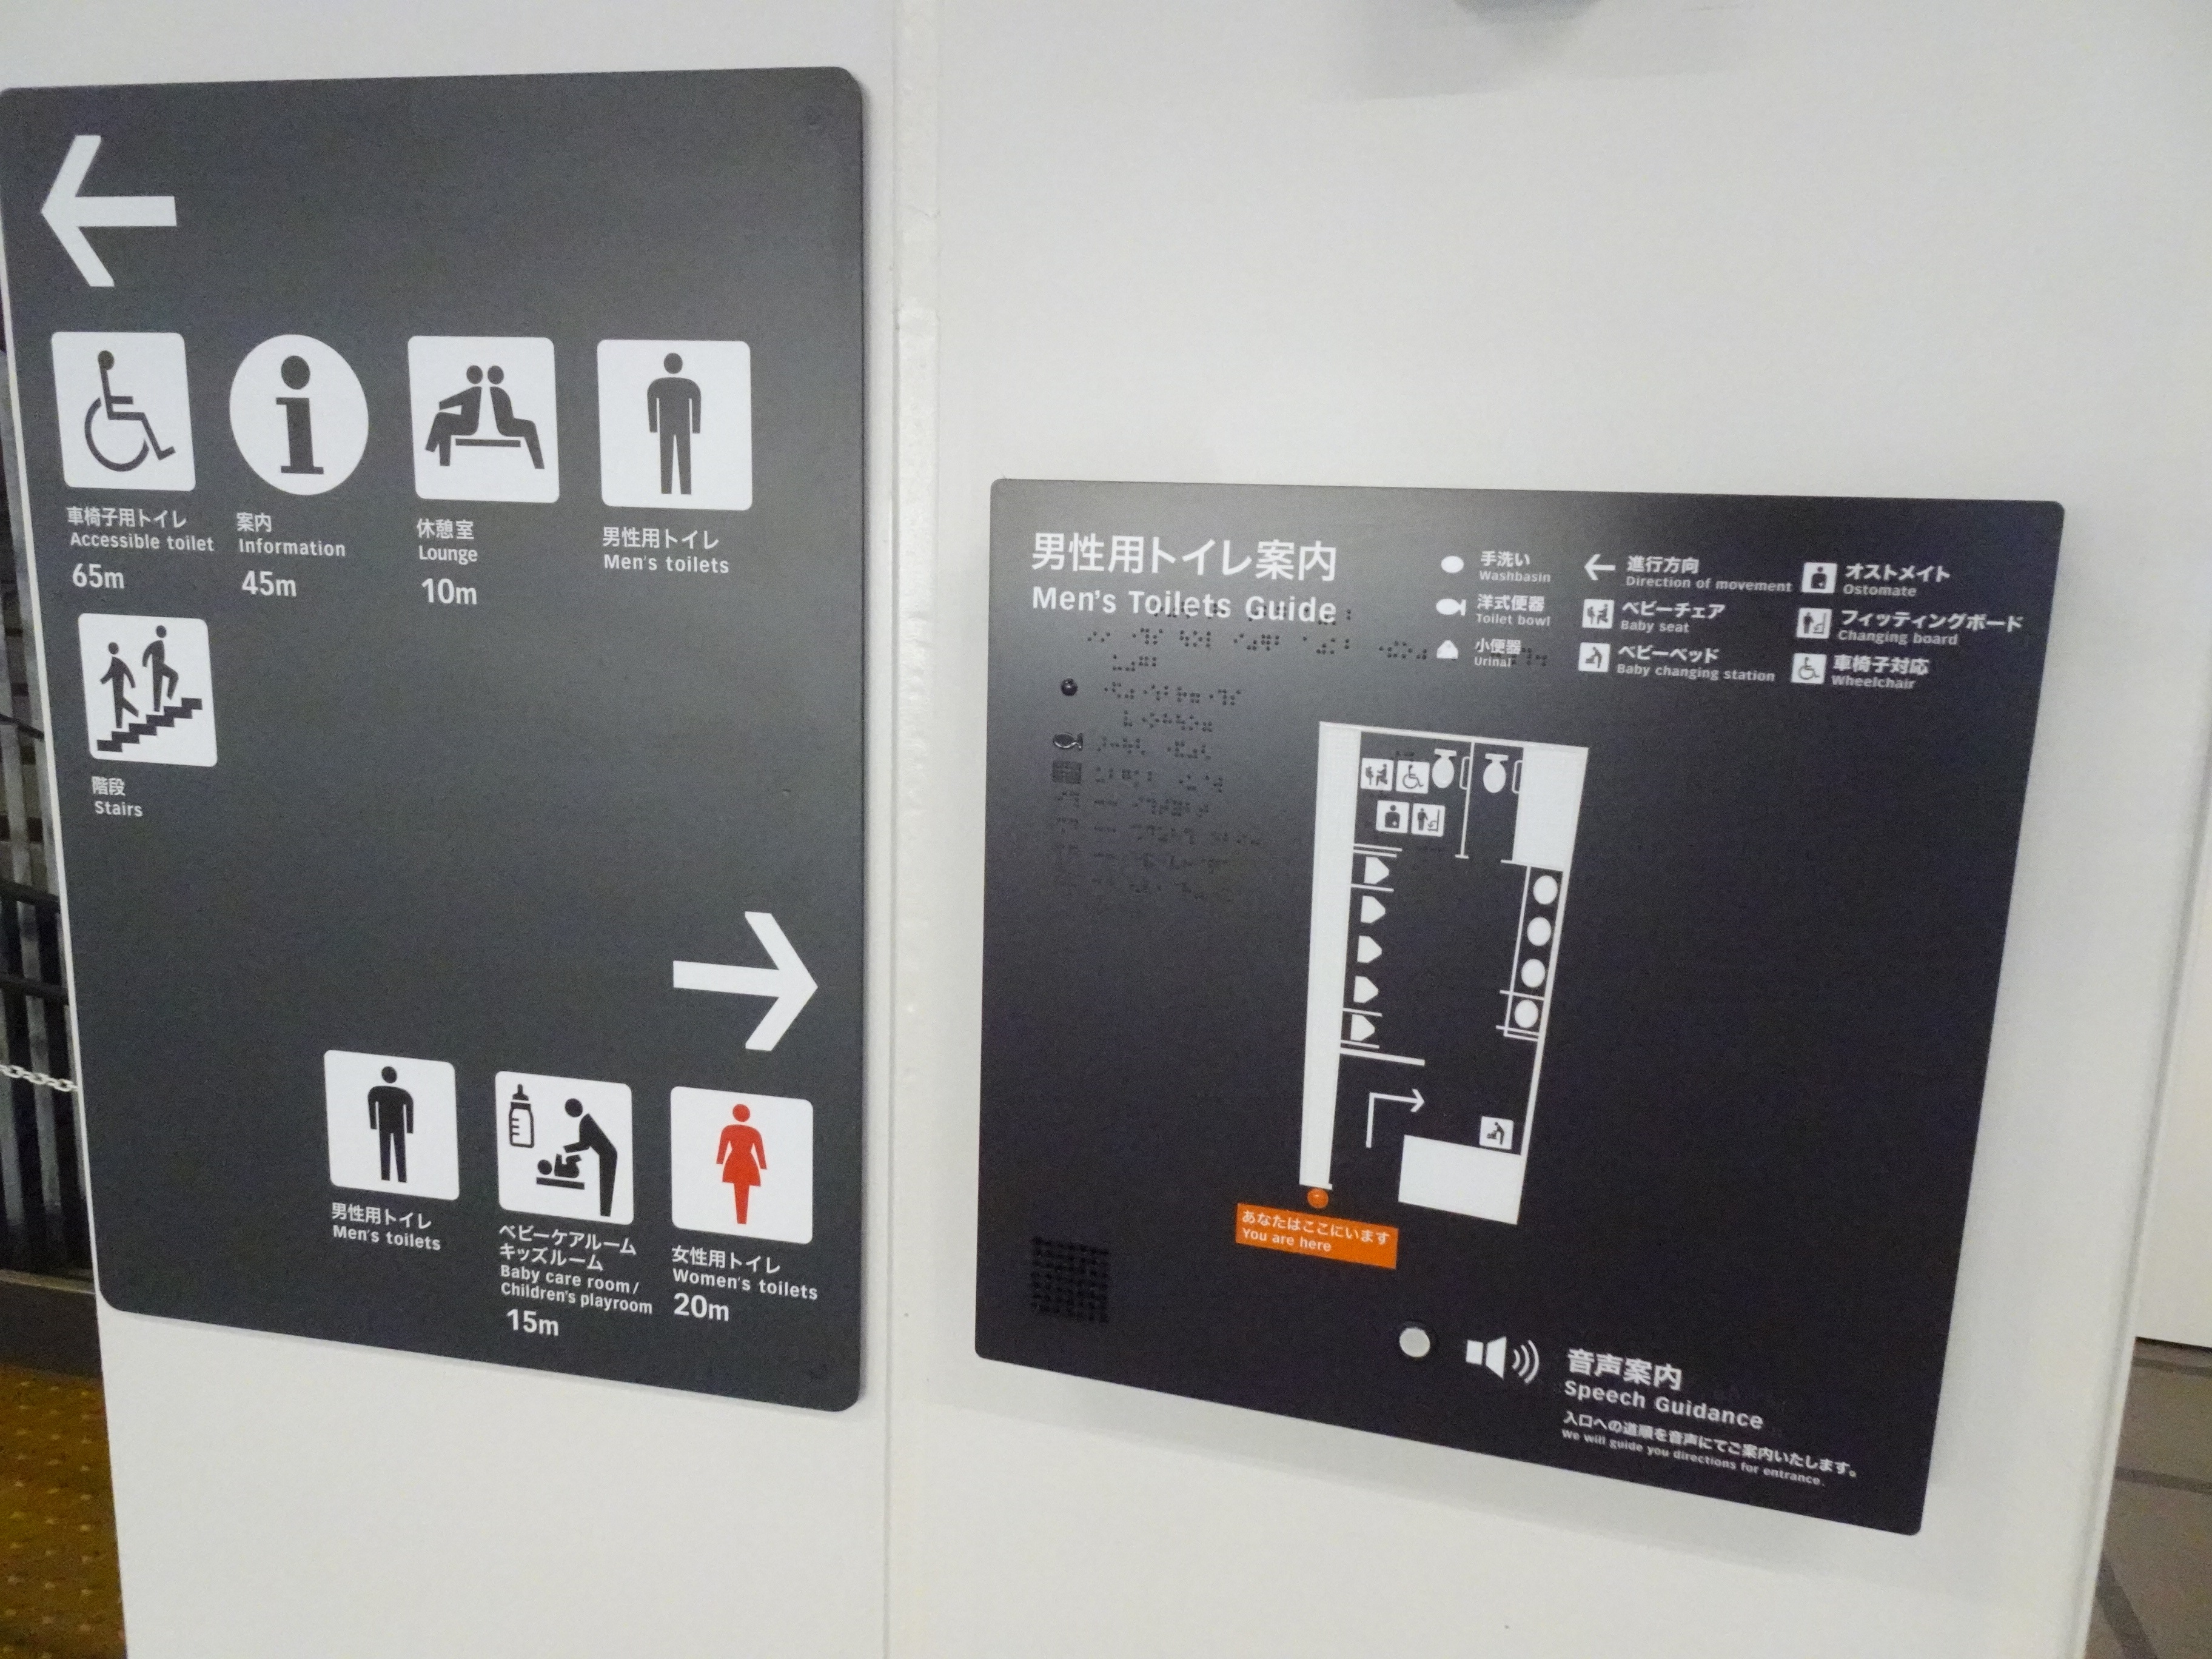 車椅子用トイレ
Accessible toilet
65m
案内
Information
45m
休憩室
Lounge
10m
男性用トイレ
Men's toilets
階段
Stairs
男性用トイレ
Men's toilets
ベビーケアルーム
キッズルーム
Baby care room /
Children's playroom
15m
女性用トイレ
Women's toilets
20m
男性用トイレ案内
Men's Toilets Guide
手洗い
Washbasin
洋式便器
Toilet bowl
小便器
Urinal
進行方向
Direction of movement
ベビーチェア
Baby seat
ベビーベッド
Baby changing station
オストメイト
Ostomate
フィッティングボード
Changing board
車椅子対応
Wheelchair
あなたはここにいます
You are here
音声案内
Speech Guidance
入口への道順を音声にてご案内いたします。
We will guide you directions for entrance.